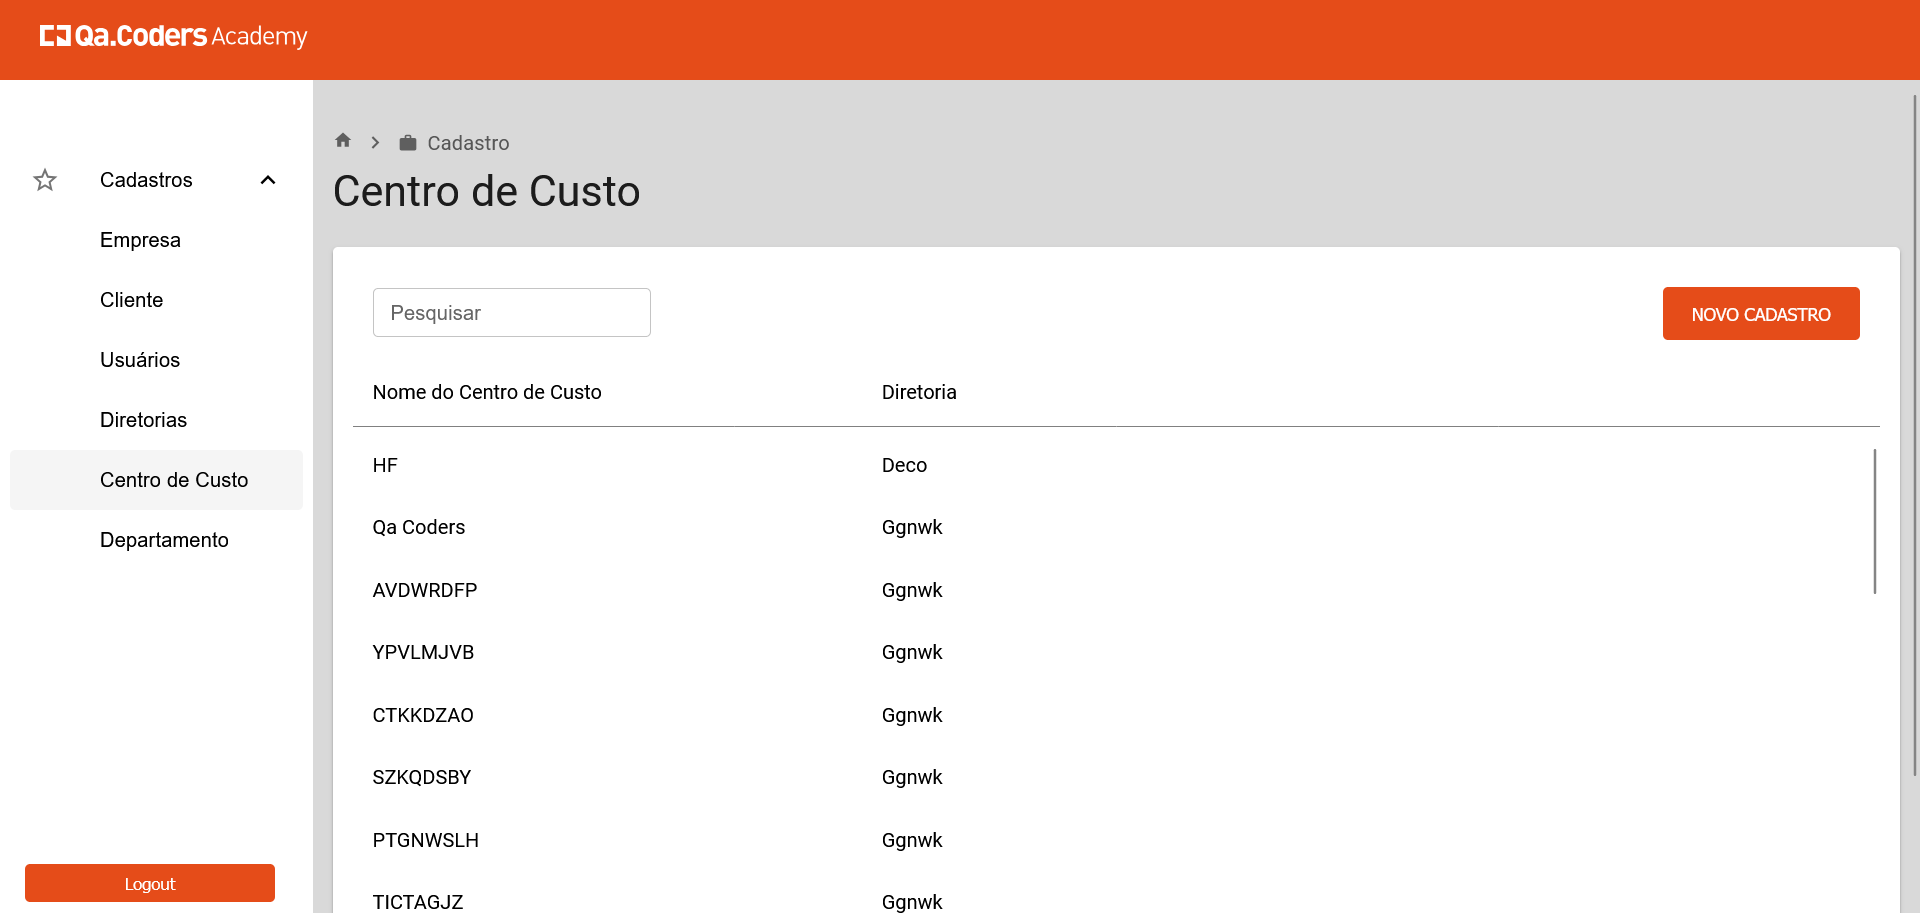 Qa.Coders Academy
Cadastros
Empresa
Cliente
Usuários
Diretorias
Centro de Custo
Departamento
Logout
Cadastro
Centro de Custo
Pesquisar
NOVO CADASTRO
Nome do Centro de Custo Diretoria
HF Deco
Qa Coders Ggnwk
AVDWRDFP Ggnwk
YPVLMJVB Ggnwk
CTKKDZAO Ggnwk
SZKQDSBY Ggnwk
PTGNWSLH Ggnwk
TICTAGJZ Ggnwk